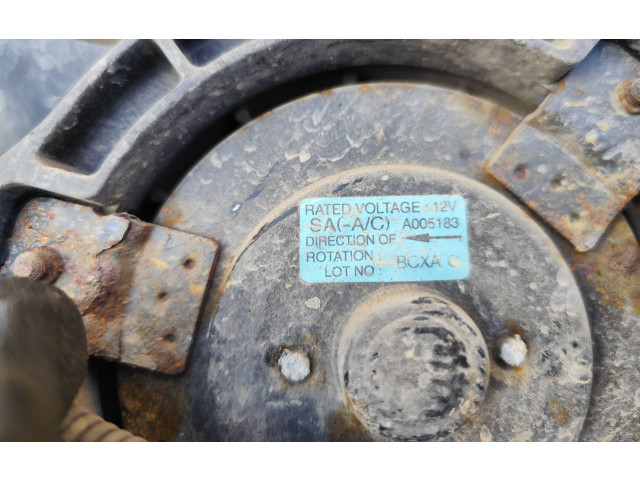 RATED VOLTAGE : 12V
SA(-A/C) A005183
DIRECTION OF
ROTATION
LOT NO : BCXA